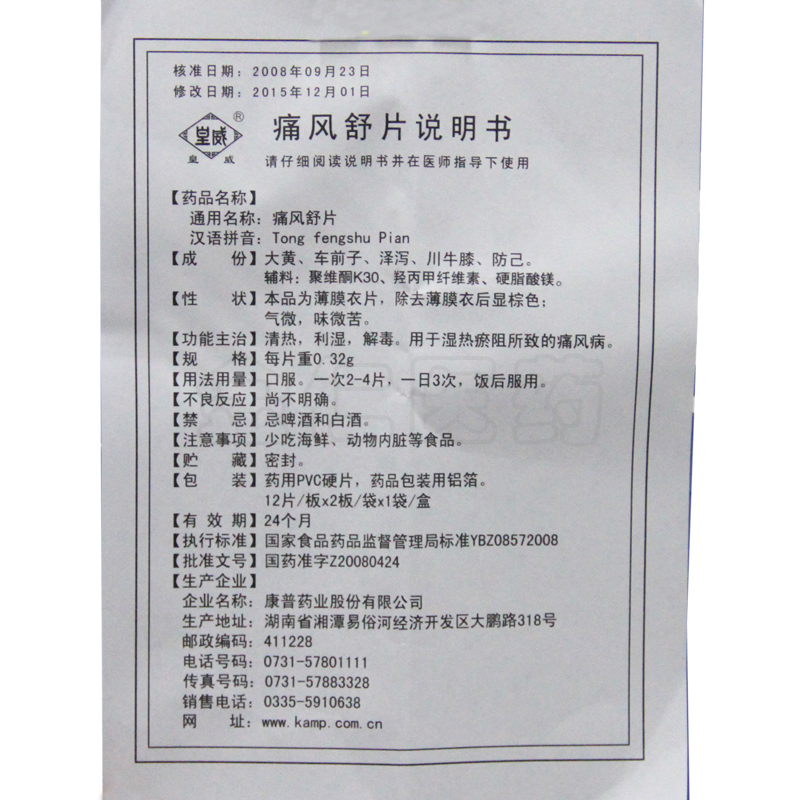 核准日期：2008年09月23日
修改日期：2015年12月01日
皇威®
皇威
痛风舒片说明书
请仔细阅读说明书并在医师指导下使用
【药品名称】
通用名称：痛风舒片
汉语拼音：Tong fengshu Pian
【成 份】大黄、车前子、泽泻、川牛膝、防己。
辅料：聚维酮K30、羟丙甲纤维素、硬脂酸镁。
【性 状】本品为薄膜衣片，除去薄膜衣后显棕色；
气微，味微苦。
【功能主治】清热，利湿，解毒。用于湿热瘀阻所致的痛风病。
【规 格】每片重0.32g
【用法用量】口服。一次2-4片，一日3次，饭后服用。
【不良反应】尚不明确。
【禁 忌】忌啤酒和白酒。
【注意事项】少吃海鲜、动物内脏等食品。
【贮 藏】密封。
【包 装】药用PVC硬片，药品包装用铝箔。
12片/板x2板/袋x1袋/盒
【有 效 期】24个月
【执行标准】国家食品药品监督管理局标准YBZ08572008
【批准文号】国药准字Z20080424
【生产企业】
企业名称：康普药业股份有限公司
生产地址：湖南省湘潭易俗河经济开发区大鹏路318号
邮政编码：411228
电话号码：0731-57801111
传真号码：0731-57883328
销售电话：0335-5910638
网 址：www.kamp.com.cn